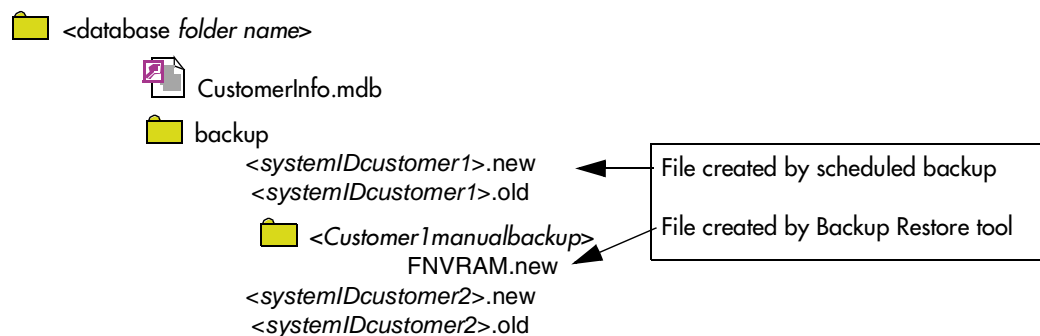 <database folder name>
CustomerInfo.mdb
backup
<systemIDcustomer1>.new
<systemIDcustomer1>.old
<Customer1manualbackup>
FNVRAM.new
<systemIDcustomer2>.new
<systemIDcustomer2>.old
File created by scheduled backup
File created by Backup Restore tool